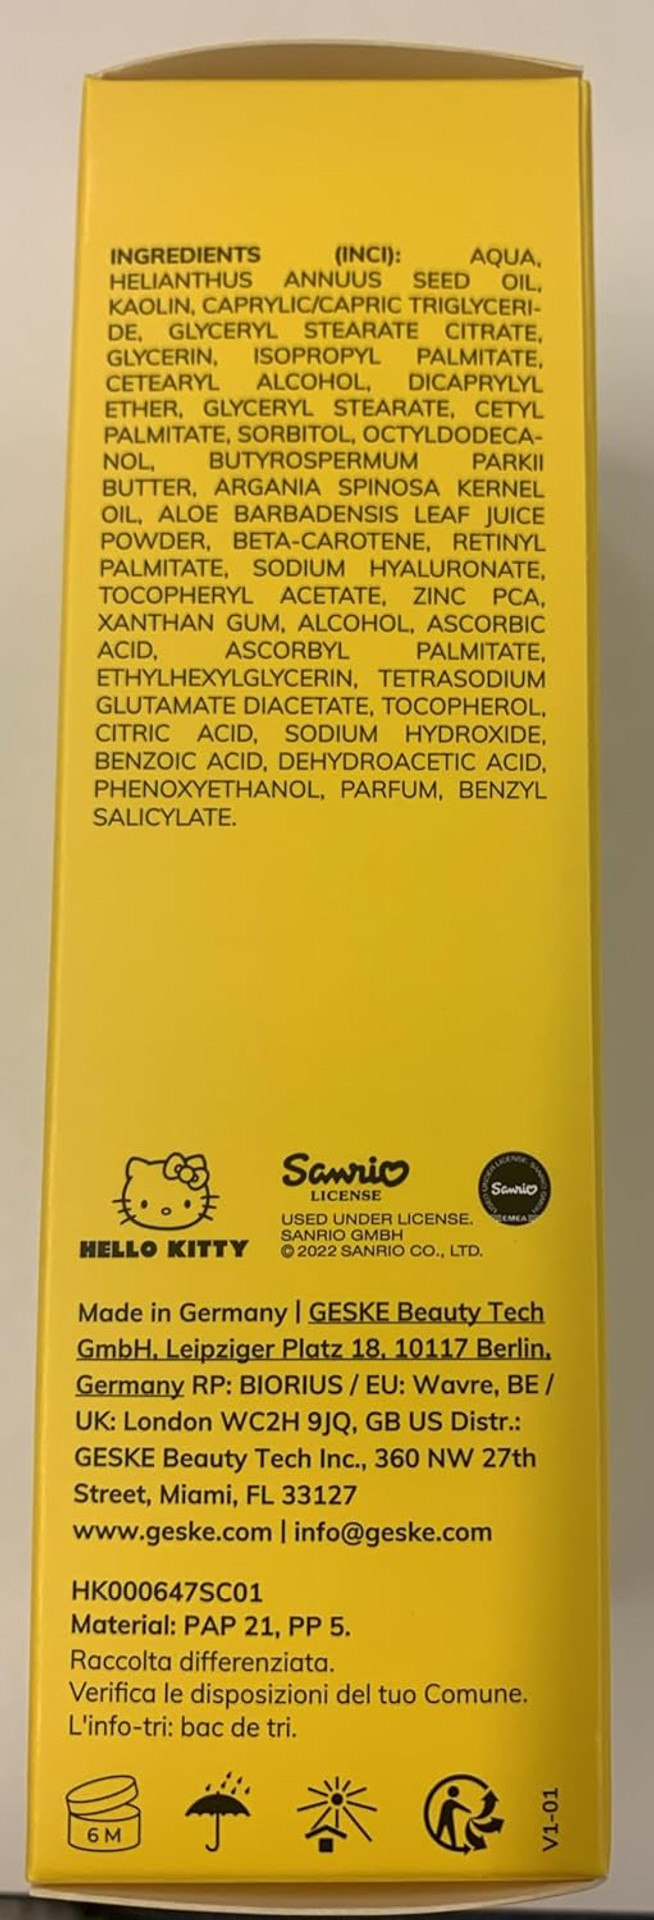 INGREDIENTS (INCI): AQUA,
HELIANTHUS ANNUUS SEED OIL,
KAOLIN, CAPRYLIC/CAPRIC TRIGLYCERI-
DE, GLYCERYL STEARATE CITRATE,
GLYCERIN, ISOPROPYL PALMITATE,
CETEARYL ALCOHOL, DICAPRYLYL
ETHER, GLYCERYL STEARATE, CETYL
PALMITATE, SORBITOL, OCTYLDODECA-
NOL, BUTYROSPERMUM PARKII
BUTTER, ARGANIA SPINOSA KERNEL
OIL, ALOE BARBADENSIS LEAF JUICE
POWDER, BETA-CAROTENE, RETINYL
PALMITATE, SODIUM HYALURONATE,
TOCOPHERYL ACETATE, ZINC PCA,
XANTHAN GUM, ALCOHOL, ASCORBIC
ACID, ASCORBYL PALMITATE,
ETHYLHEXYLGLYCERIN, TETRASODIUM
GLUTAMATE DIACETATE, TOCOPHEROL,
CITRIC ACID, SODIUM HYDROXIDE,
BENZOIC ACID, DEHYDROACETIC ACID,
PHENOXYETHANOL, PARFUM, BENZYL
SALICYLATE.
HELLO KITTY
Sanrio
LICENSE
USED UNDER LICENSE.
SANRIO GMBH
© 2022 SANRIO CO., LTD.
USED UNDER LICENSE. SANRIO GMBH
Sanrio
EMEA
Made in Germany | GESKE Beauty Tech
GmbH, Leipziger Platz 18, 10117 Berlin,
Germany RP: BIORIUS / EU: Wavre, BE /
UK: London WC2H 9JQ, GB US Distr.:
GESKE Beauty Tech Inc., 360 NW 27th
Street, Miami, FL 33127
www.geske.com | info@geske.com
HK000647SC01
Material: PAP 21, PP 5.
Raccolta differenziata.
Verifica le disposizioni del tuo Comune.
L'info-tri: bac de tri.
6 M
V1-01